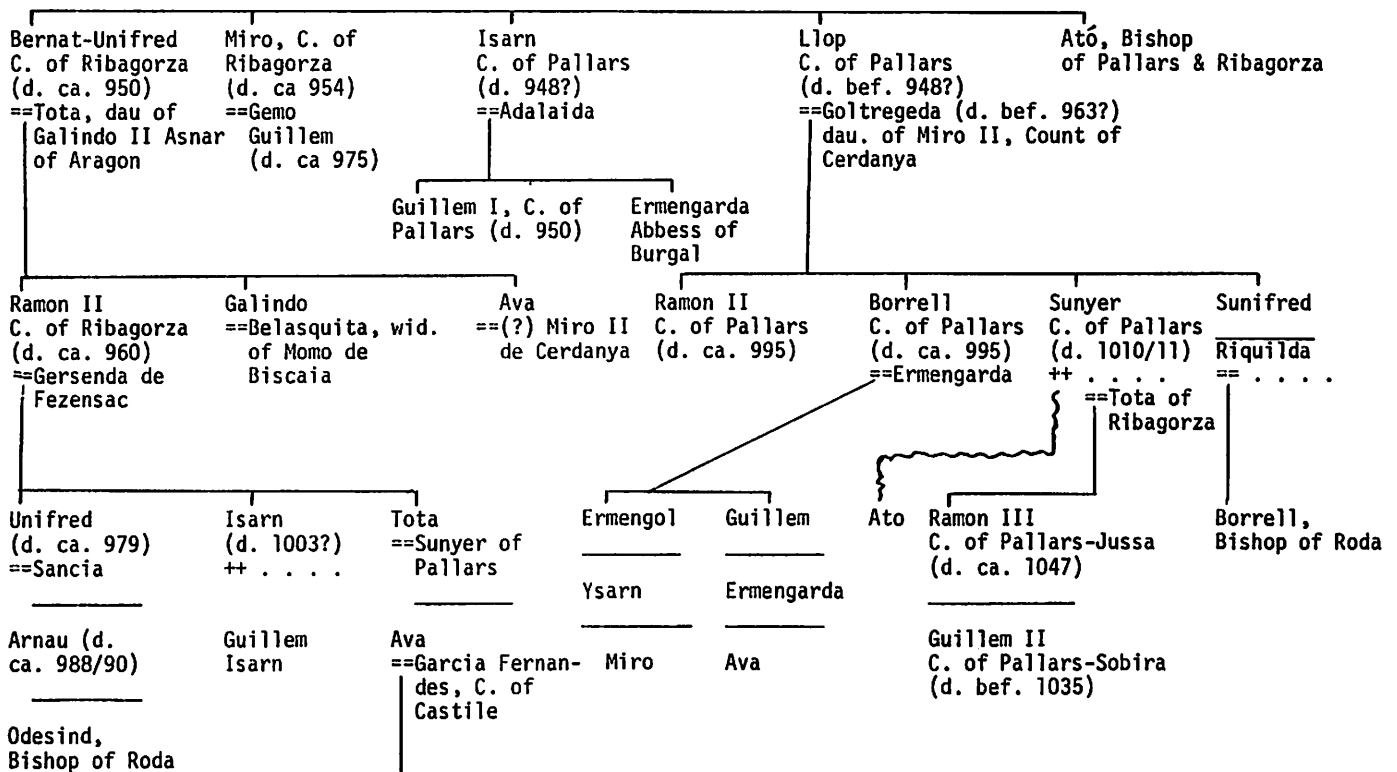 Bernat-Unifred
C. of Ribagorza
(d. ca. 950)
==Tota, dau of
Galindo II Asnar
of Aragon
Miro, C. of
Ribagorza
(d. ca 954)
==Gemo
Guillem
(d. ca 975)
Isarn
C. of Pallars
(d. 948?)
==Adalaida
Llop
C. of Pallars
(d. bef. 948?)
==Goltregeda (d. bef. 963?)
dau. of Miro II, Count of
Cerdanya
Ató, Bishop
of Pallars & Ribagorza
Guillem I, C. of
Pallars (d. 950)
Ermengarda
Abbess of
Burgal
Ramon II
C. of Ribagorza
(d. ca. 960)
==Gersenda de
Fezensac
Galindo
==Belasquita, wid.
of Momo de
Biscaia
Ava
==(?) Miro II
de Cerdanya
Ramon II
C. of Pallars
(d. ca. 995)
Borrell
C. of Pallars
(d. ca. 995)
==Ermengarda
Sunyer
C. of Pallars
(d. 1010/11)
++ . . . .
==Tota of
Ribagorza
Sunifred
Riquilda
== . . . .
Unifred
(d. ca. 979)
==Sancia
Arnau (d.
ca. 988/90)
Odesind,
Bishop of Roda
Isarn
(d. 1003?)
++ . . . .
Guillem
Isarn
Tota
==Sunyer of
Pallars
Ava
==Garcia Fernan-
des, C. of
Castile
Ermengol
Ysarn
Miro
Guillem
Ermengarda
Ava
Ato
Ramon III
C. of Pallars-Jussa
(d. ca. 1047)
Guillem II
C. of Pallars-Sobira
(d. bef. 1035)
Borrell,
Bishop of Roda